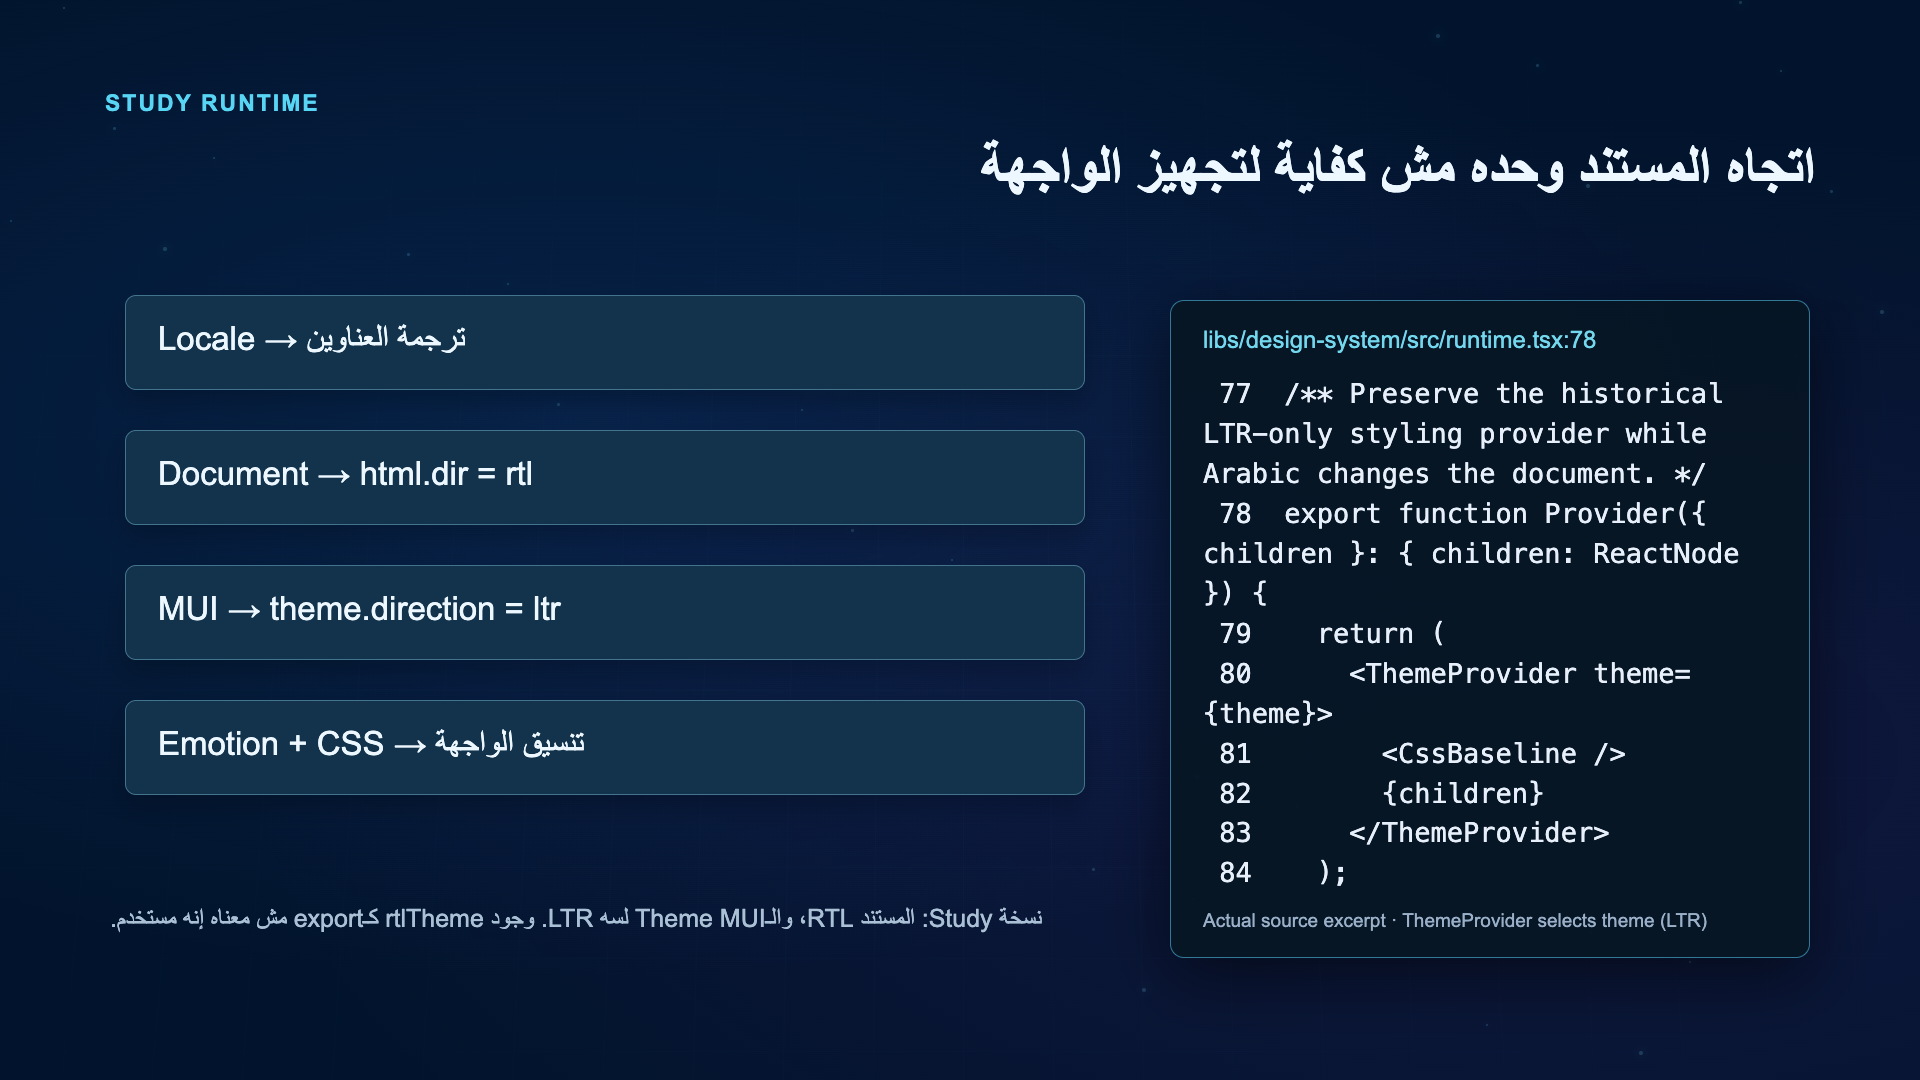 STUDY RUNTIME
اتجاه المستند وحده مش كفاية لتجهيز الواجهة
Locale → ترجمة العناوين
Document → html.dir = rtl
MUI → theme.direction = ltr
Emotion + CSS → تنسيق الواجهة
نسخة Study: المستند RTL، والـTheme MUI لسه LTR. وجود rtlTheme كـexport مش معناه إنه مستخدم.
libs/design-system/src/runtime.tsx:78
77  /** Preserve the historical
LTR-only styling provider while
Arabic changes the document. */
78  export function Provider({
children }: { children: ReactNode
}) {
79    return (
80      <ThemeProvider theme=
{theme}>
81        <CssBaseline />
82        {children}
83      </ThemeProvider>
84    );
Actual source excerpt · ThemeProvider selects theme (LTR)